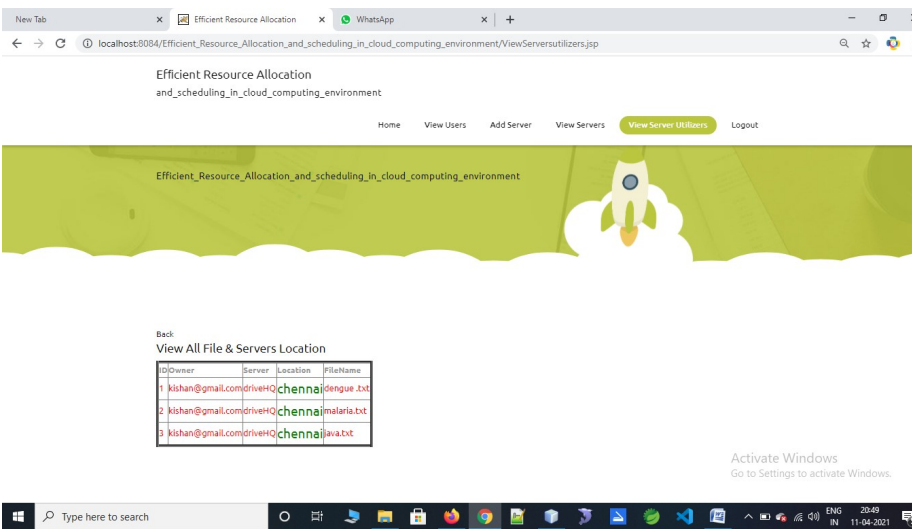 New Tab
Efficient Resource Allocation
WhatsApp
localhost:8084/Efficient_Resource_Allocation_and_scheduling_in_cloud_computing_environment/ViewServersutilizers.jsp
Efficient Resource Allocation
and_scheduling_in_cloud_computing_environment
Home View Users Add Server View Servers View Server Utilizers Logout
Efficient_Resource_Allocation_and_scheduling_in_cloud_computing_environment
Back
View All File & Servers Location
ID Owner Server Location FileName
1 kishan@gmail.com driveHQ chennai dengue .txt
2 kishan@gmail.com driveHQ chennai malaria.txt
3 kishan@gmail.com driveHQ chennai java.txt
Activate Windows
Go to Settings to activate Windows.
Type here to search
ENG 20:49
IN 11-04-2021